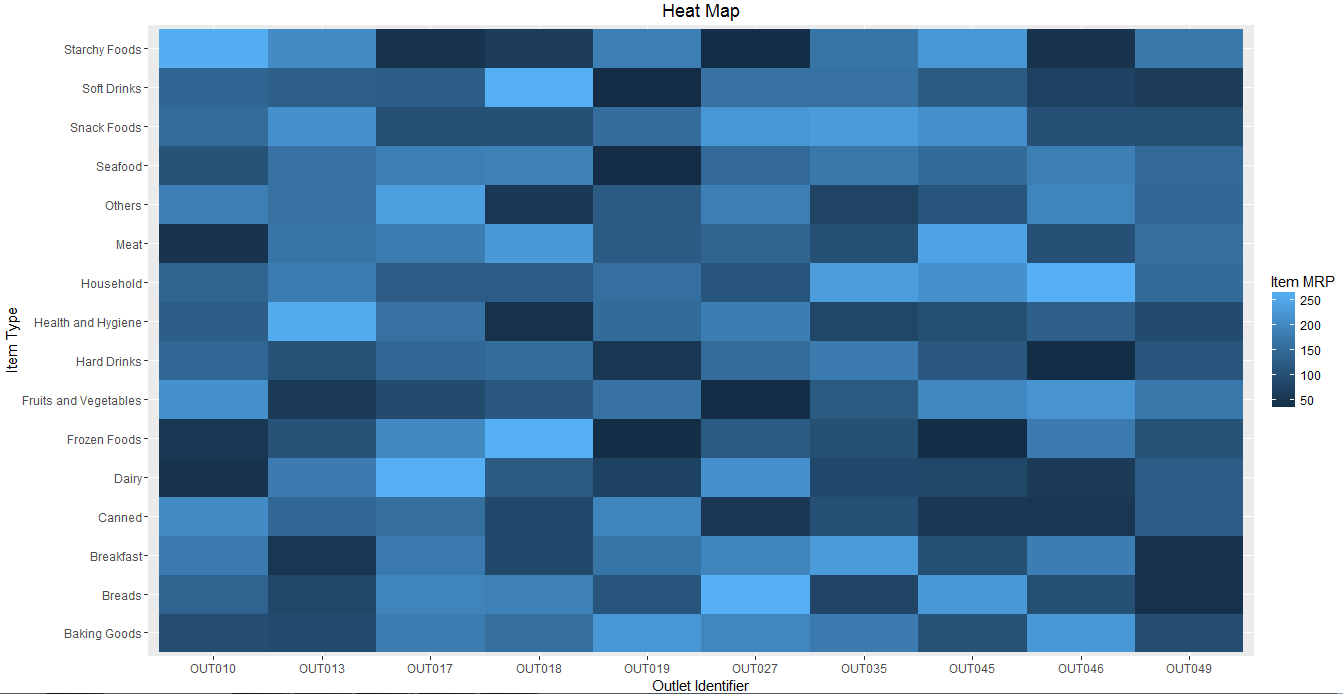 Heat Map
Starchy Foods
Soft Drinks
Snack Foods
Seafood
Others
Meat
Household
Health and Hygiene
Hard Drinks
Fruits and Vegetables
Frozen Foods
Dairy
Canned
Breakfast
Breads
Baking Goods
Item Type
OUT010 OUT013 OUT017 OUT018 OUT019 OUT027 OUT035 OUT045 OUT046 OUT049
Outlet Identifier
Item MRP
250
200
150
100
50